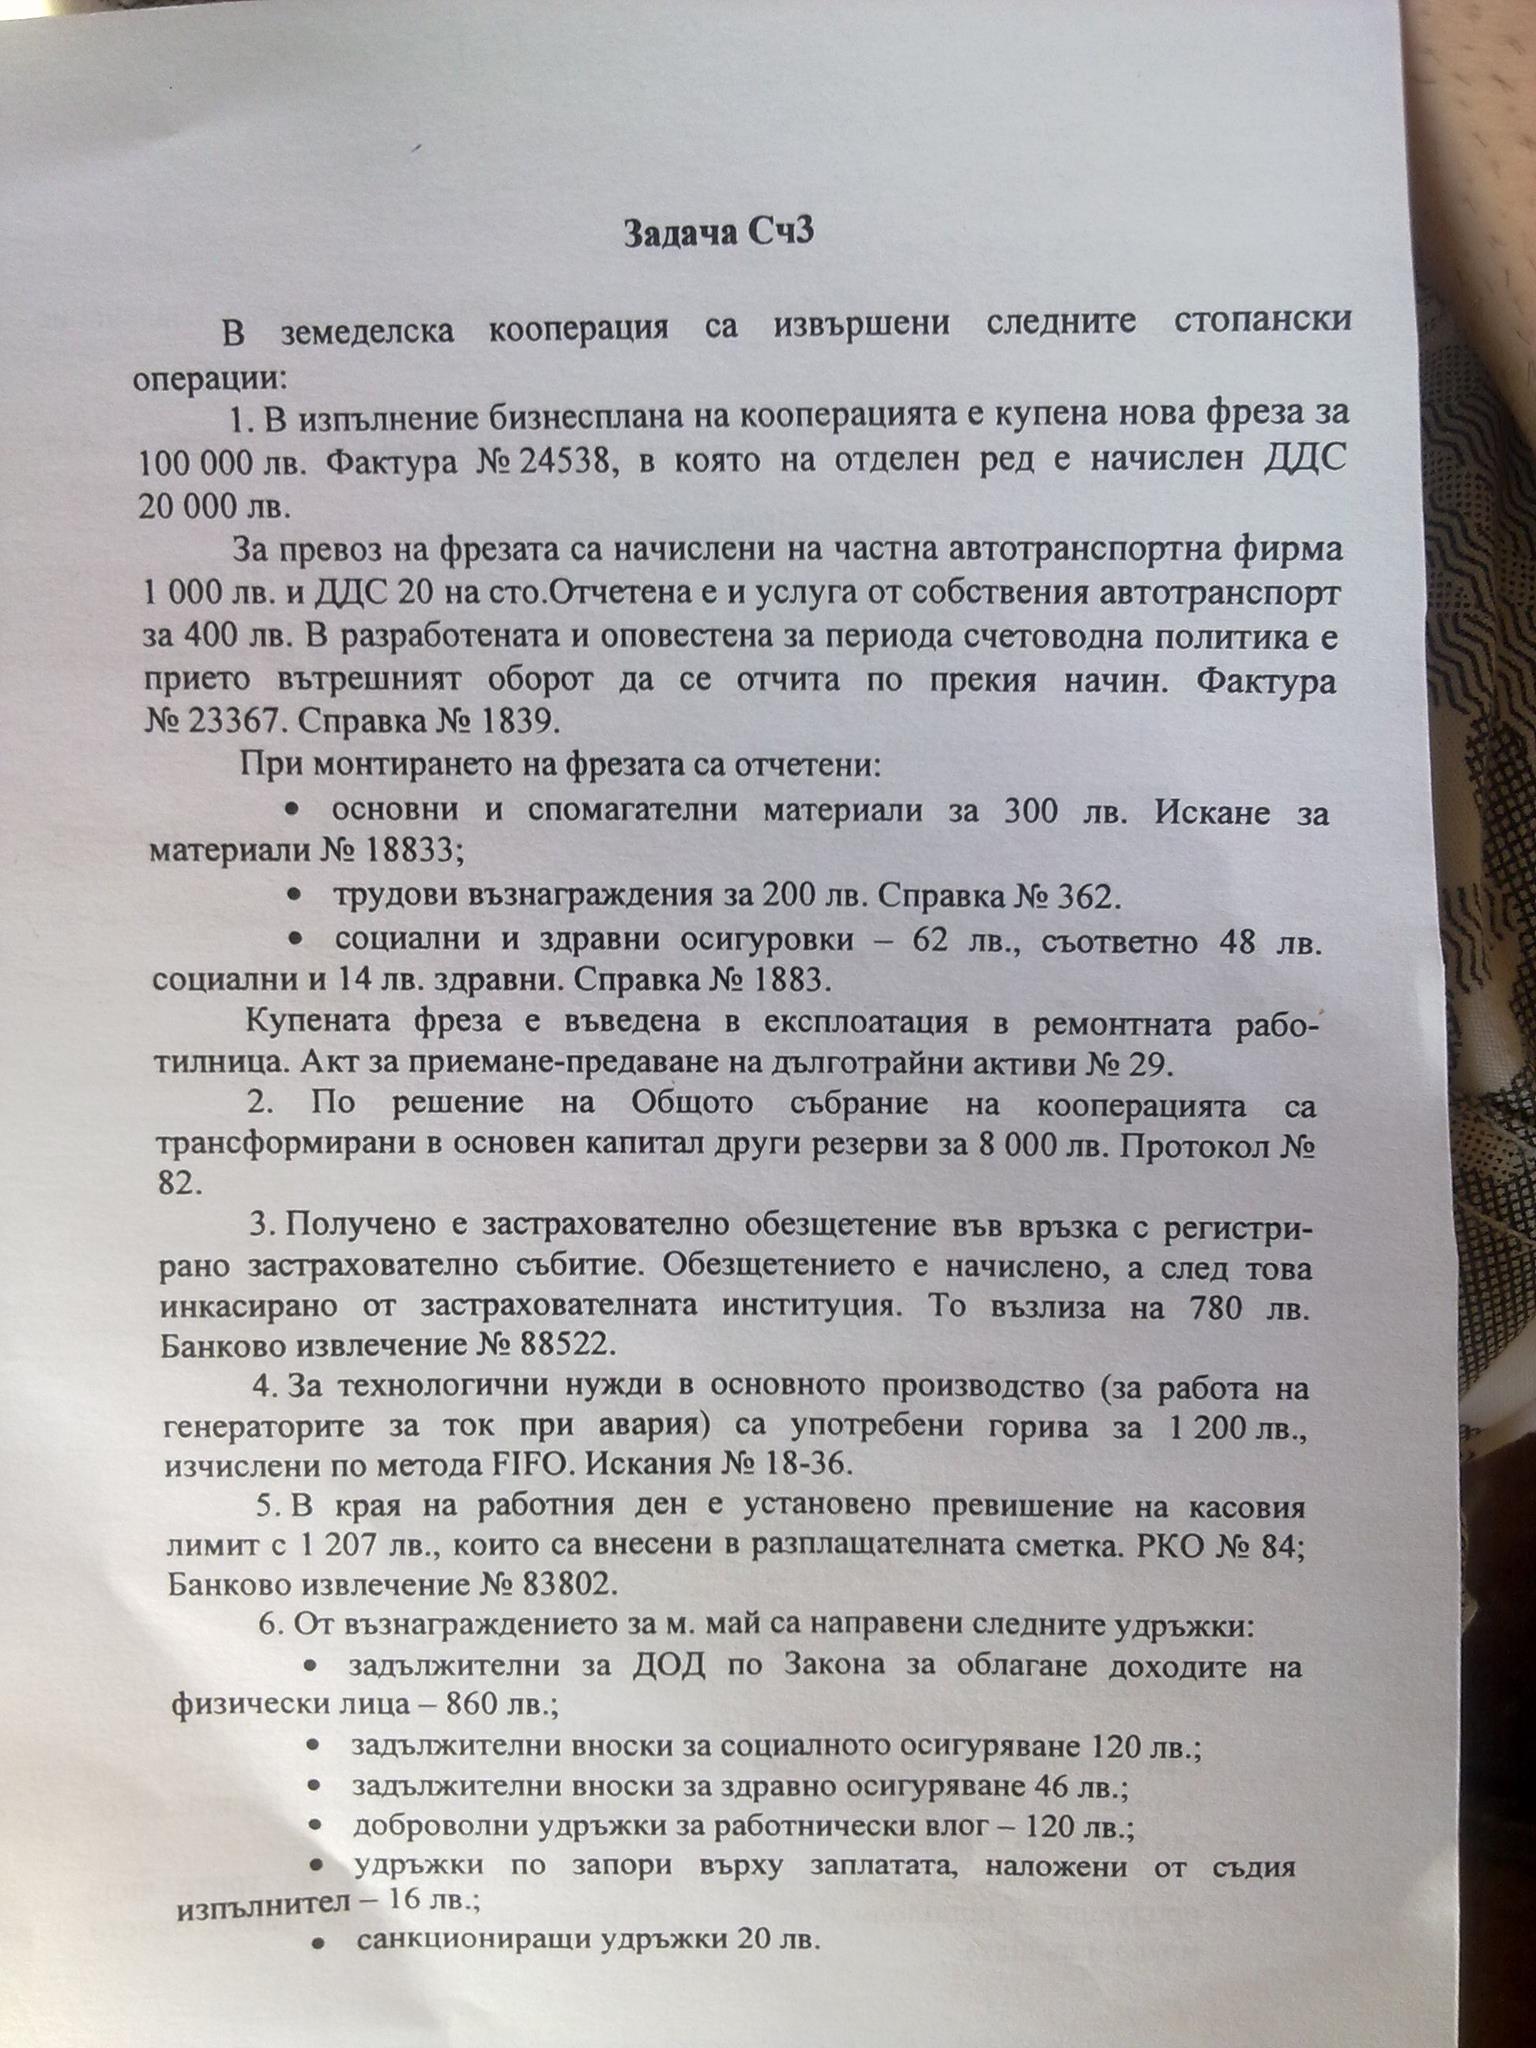 Задача Сч3
В земеделска кооперация са извършени следните стопански
операции:
1. В изпълнение бизнесплана на кооперацията е купена нова фреза за
100 000 лв. Фактура № 24538, в която на отделен ред е начислен ДДС
20 000 лв.
За превоз на фрезата са начислени на частна автотранспортна фирма
1 000 лв. и ДДС 20 на сто.Отчетена е и услуга от собствения автотранспорт
за 400 лв. В разработената и оповестена за периода счетоводна политика е
прието вътрешният оборот да се отчита по прекия начин. Фактура
№ 23367. Справка № 1839.
При монтирането на фрезата са отчетени:
• основни и спомагателни материали за 300 лв. Искане за
материали № 18833;
• трудови възнаграждения за 200 лв. Справка № 362.
• социални и здравни осигуровки – 62 лв., съответно 48 лв.
социални и 14 лв. здравни. Справка № 1883.
Купената фреза е въведена в експлоатация в ремонтната рабо-
тилница. Акт за приемане-предаване на дълготрайни активи № 29.
2. По решение на Общото събрание на кооперацията са
трансформирани в основен капитал други резерви за 8 000 лв. Протокол №
82.
3. Получено е застрахователно обезщетение във връзка с регистри-
рано застрахователно събитие. Обезщетението е начислено, а след това
инкасирано от застрахователната институция. То възлиза на 780 лв.
Банково извлечение № 88522.
4. За технологични нужди в основното производство (за работа на
генераторите за ток при авария) са употребени горива за 1 200 лв.,
изчислени по метода FIFO. Искания № 18-36.
5. В края на работния ден е установено превишение на касовия
лимит с 1 207 лв., които са внесени в разплащателната сметка. РКО № 84;
Банково извлечение № 83802.
6. От възнаграждението за м. май са направени следните удръжки:
• задължителни за ДОД по Закона за облагане доходите на
физически лица – 860 лв.;
• задължителни вноски за социалното осигуряване 120 лв.;
• задължителни вноски за здравно осигуряване 46 лв.;
• доброволни удръжки за работнически влог – 120 лв.;
• удръжки по запори върху заплатата, наложени от съдия
изпълнител – 16 лв.;
• санкциониращи удръжки 20 лв.